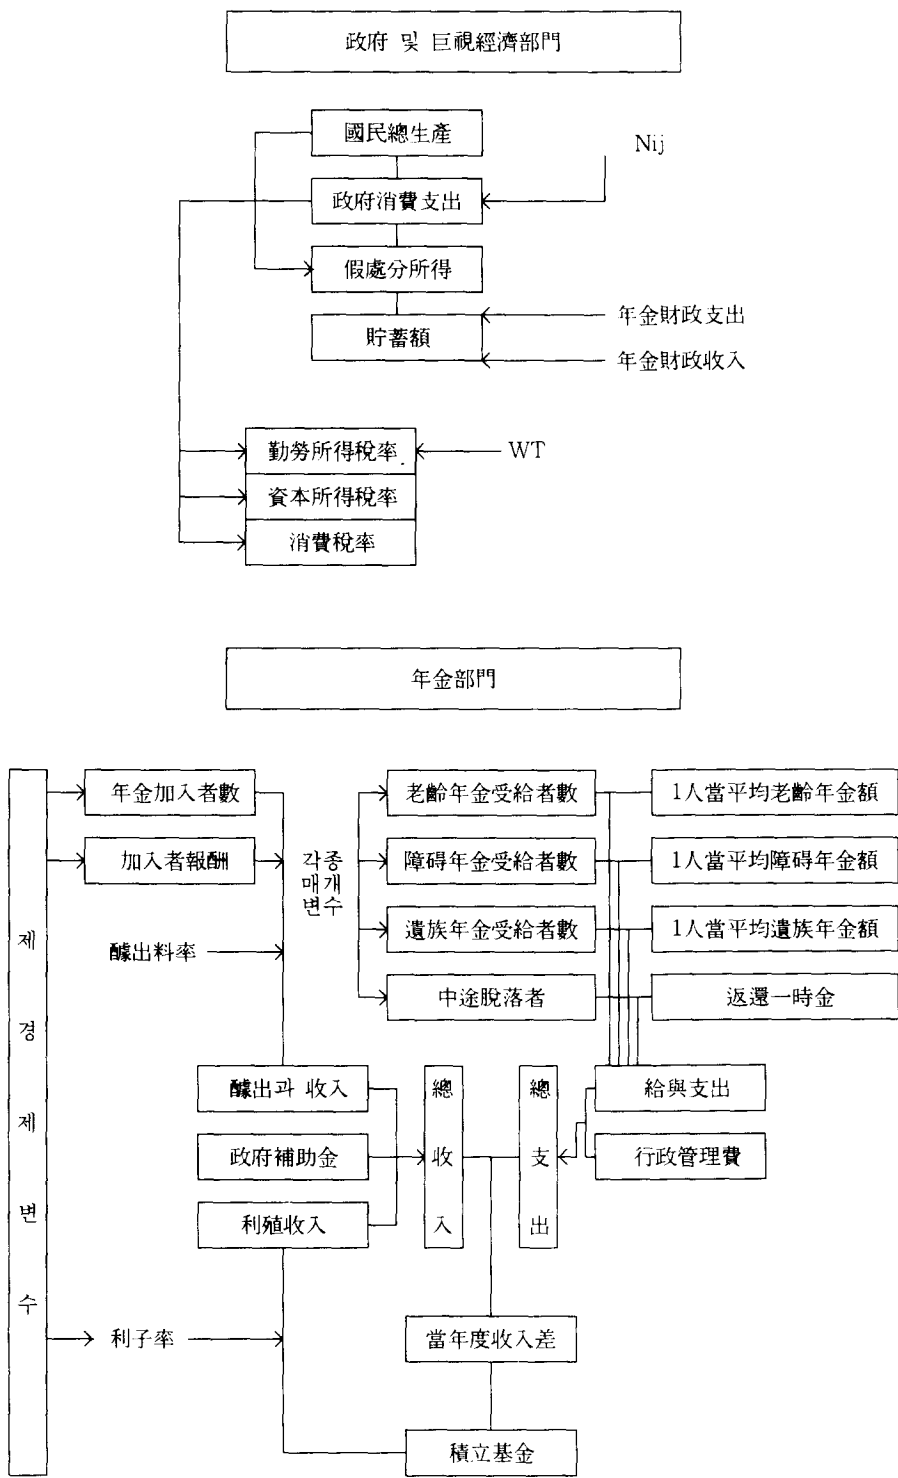 政府 및 巨視經濟部門
國民總生產
Nij
政府消費支出
假處分所得
年金財政支出
貯蓄額
年金財政收入
勤勞所得稅率
WT
資本所得稅率
消費稅率
年金部門
제경제변수
年金加入者數
加入者報酬
醵出料率
각종
매개
변수
老齡年金受給者數
1人當平均老齡年金額
障碍年金受給者數
1人當平均障碍年金額
遺族年金受給者數
1人當平均遺族年金額
中途脫落者
返還一時金
醵出과 收入
政府補助金
利殖收入
總收入
總支出
給與支出
行政管理費
利子率
當年度收入差
積立基金